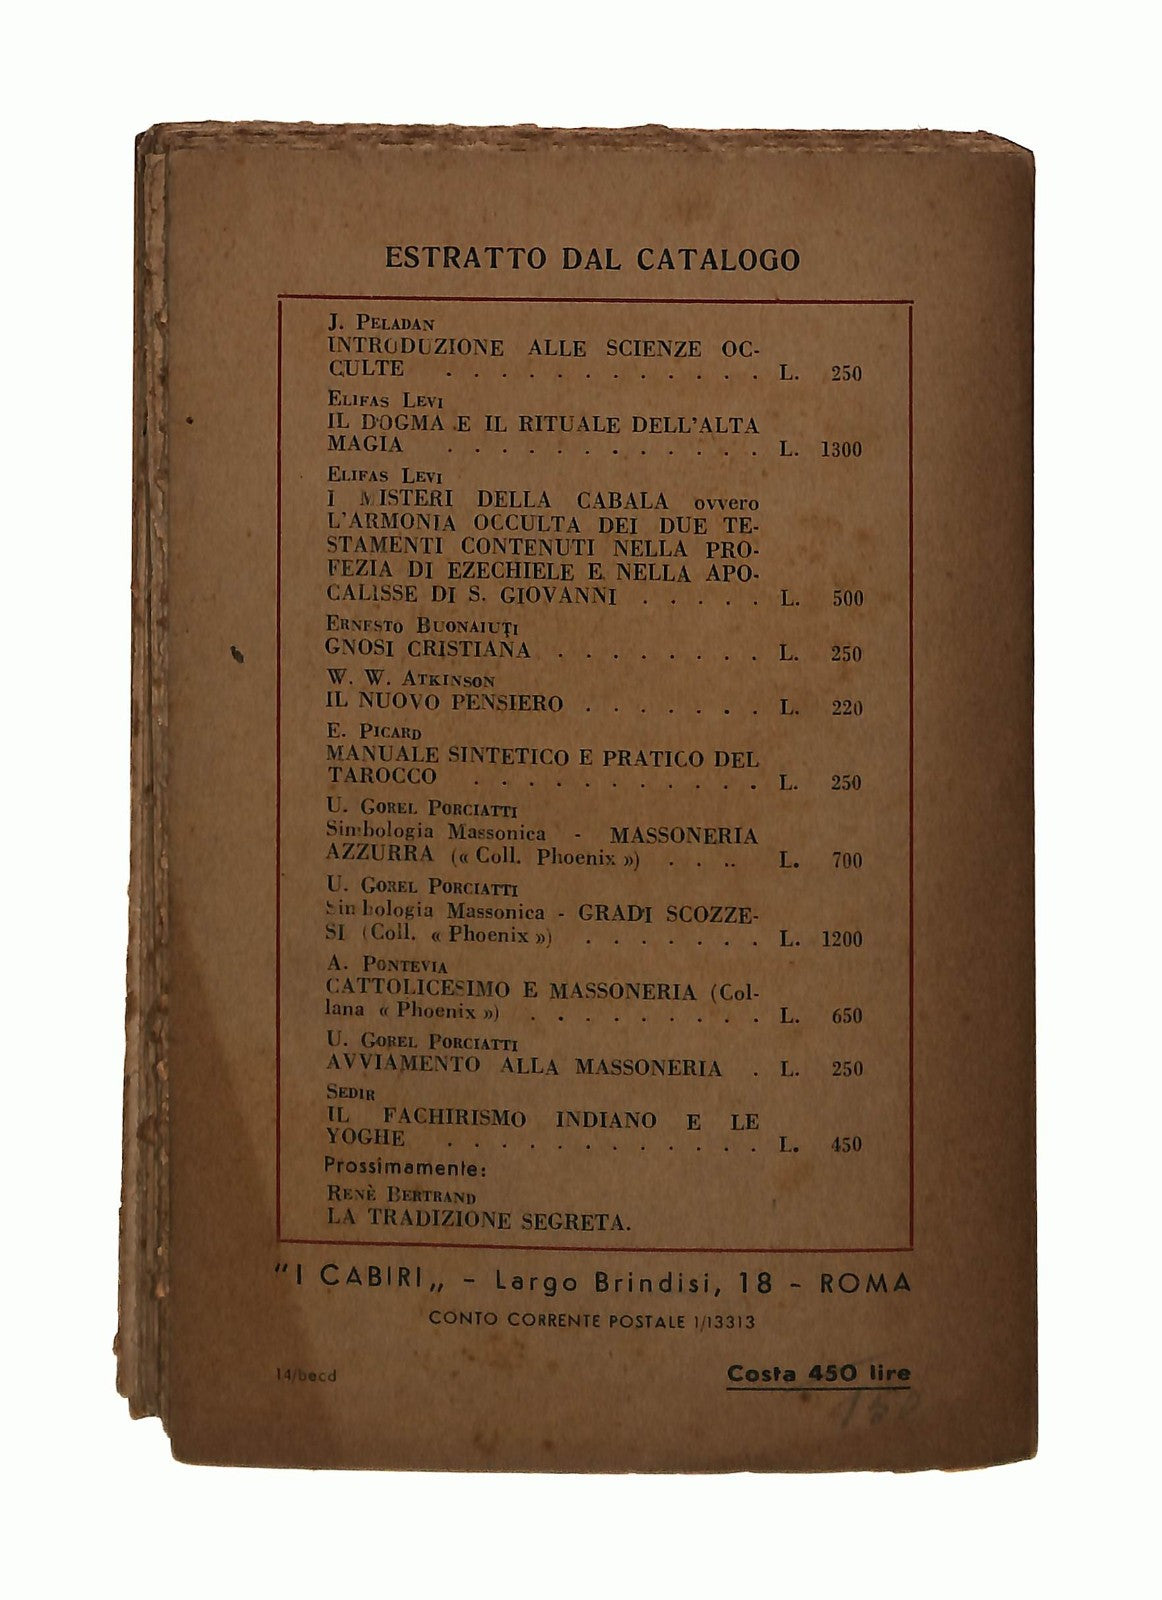 ESTRATTO DAL CATALOGO
J. PELADAN
INTRODUZIONE ALLE SCIENZE OC-
CULTE . . . . . . . . . . . . L. 250
ELIFAS LEVI
IL DOGMA E IL RITUALE DELL'ALTA
MAGIA . . . . . . . . . . . . L. 1300
ELIFAS LEVI
I MISTERI DELLA CABALA ovvero
L'ARMONIA OCCULTA DEI DUE TE-
STAMENTI CONTENUTI NELLA PRO-
FEZIA DI EZECHIELE E NELLA APO-
CALISSE DI S. GIOVANNI . . . . . L. 500
ERNESTO BUONAIUTI
GNOSI CRISTIANA . . . . . . . . L. 250
W. W. ATKINSON
IL NUOVO PENSIERO . . . . . . . L. 220
E. PICARD
MANUALE SINTETICO E PRATICO DEL
TAROCCO . . . . . . . . . . . L. 250
U. GOREL PORCIATTI
Simbologia Massonica - MASSONERIA
AZZURRA (« Coll. Phoenix ») . . .. L. 700
U. GOREL PORCIATTI
Simbologia Massonica - GRADI SCOZZE-
SI (Coll. « Phoenix ») . . . . . . . L. 1200
A. PONTEVIA
CATTOLICESIMO E MASSONERIA (Col-
lana « Phoenix ») . . . . . . . . . L. 650
U. GOREL PORCIATTI
AVVIAMENTO ALLA MASSONERIA . L. 250
SEDIR
IL FACHIRISMO INDIANO E LE
YOGHE . . . . . . . . . . . . L. 450
Prossimamente:
RENÈ BERTRAND
LA TRADIZIONE SEGRETA.
"I CABIRI„ - Largo Brindisi, 18 - ROMA
CONTO CORRENTE POSTALE 1/13313
14/becd
Costa 450 lire